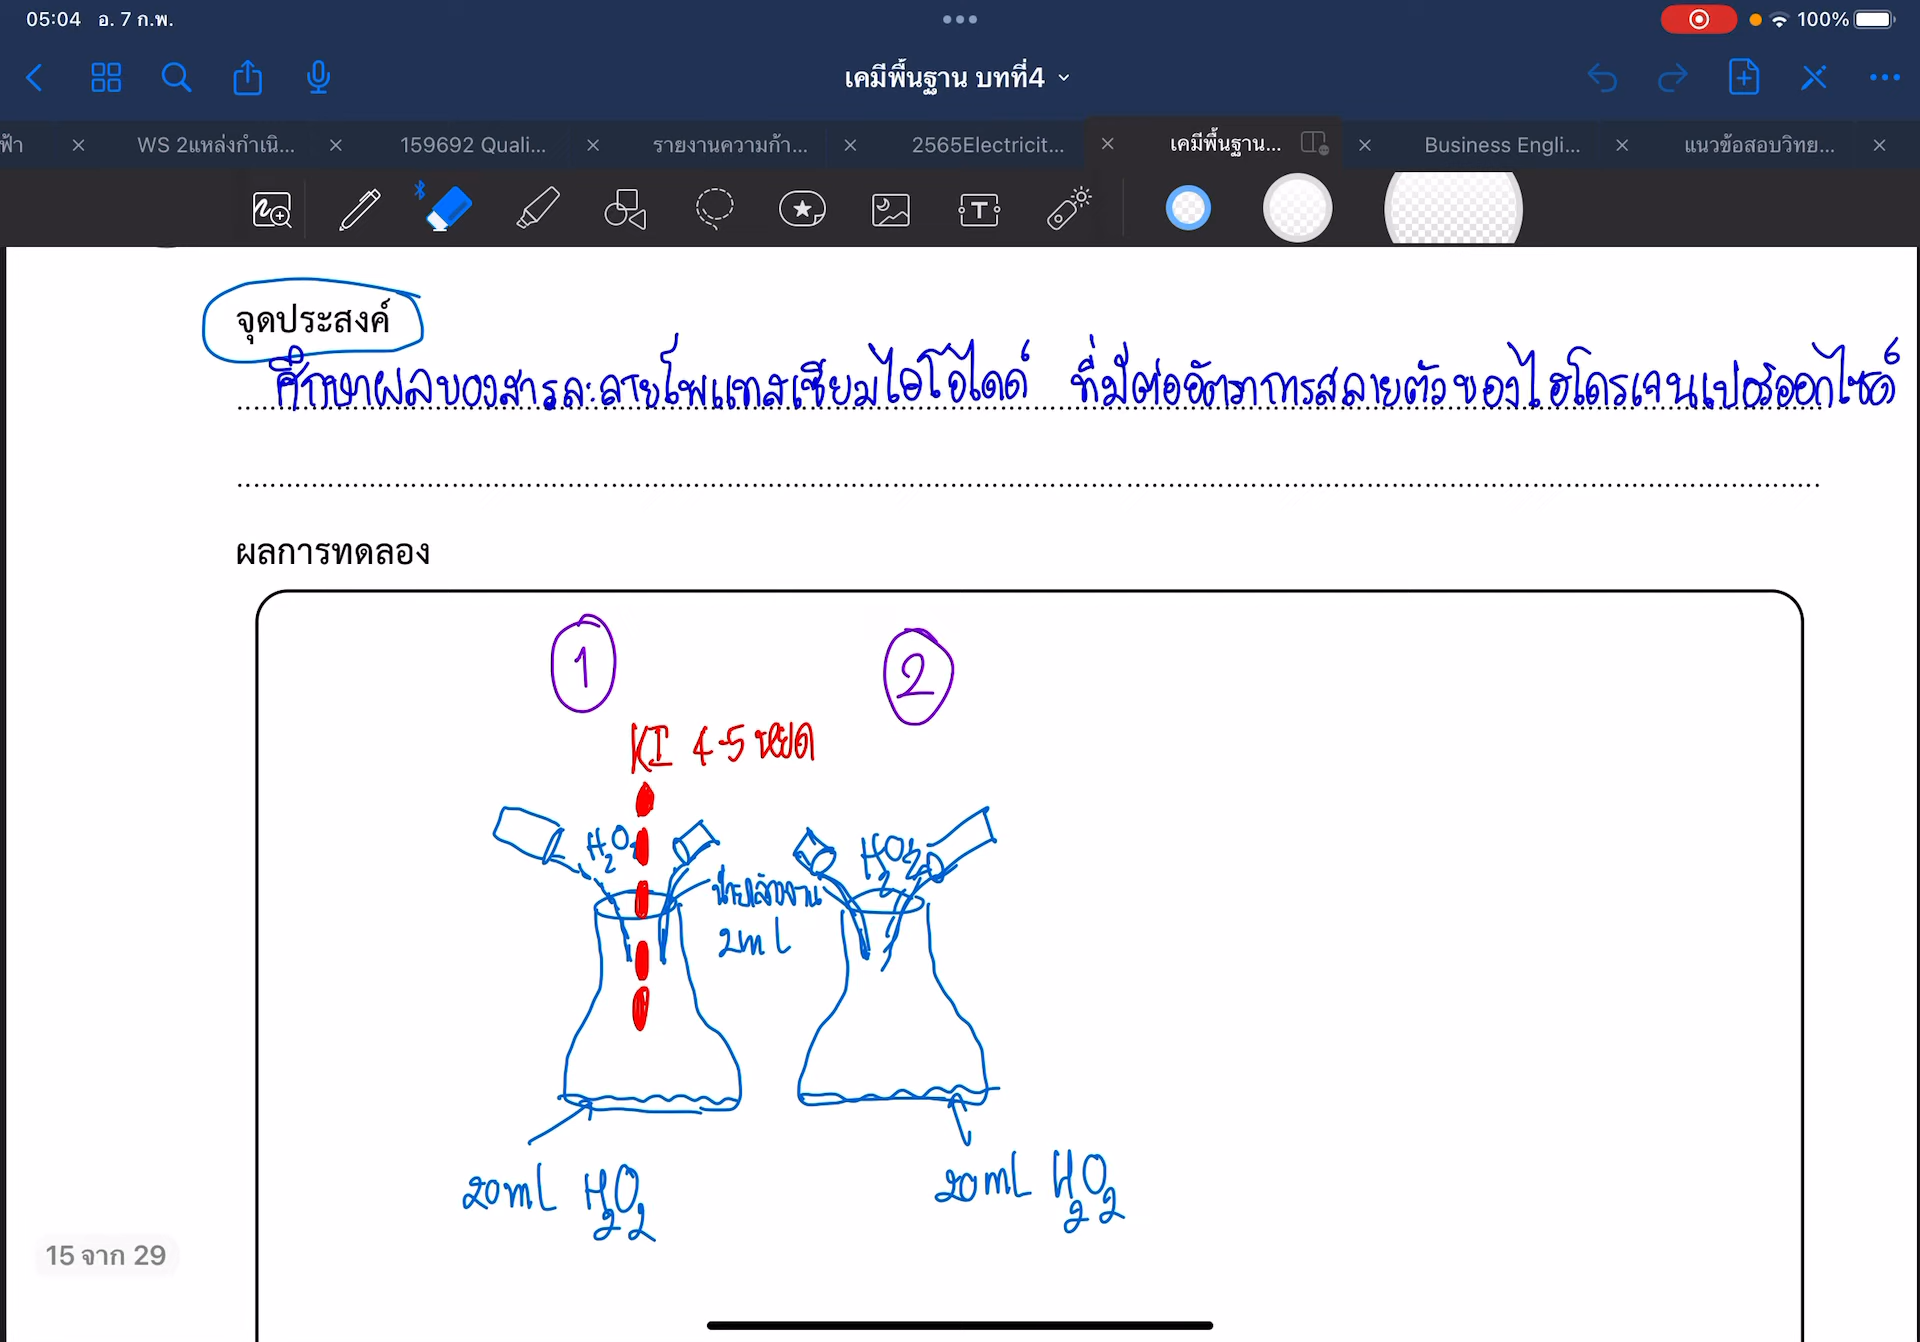 05:04 อ. 7 ก.พ.
100%
เคมีพื้นฐาน บทที่4
ฟ้า
WS 2แหล่งกำเนิ...
159692 Quali...
รายงานความก้า...
2565Electricit...
เคมีพื้นฐาน...
Business Engli...
แนวข้อสอบวิทย...
จุดประสงค์
ศึกษาผลของสารละลายโพแทสเซียมไอโอไดด์ ที่มีต่ออัตราการสลายตัวของไฮโดรเจนเปอร์ออกไซด์
ผลการทดลอง
1 2
KI 4-5 หยด
H2O2 H2O2
น้ำยาล้างจาน
2mL
20mL H2O2 20mL H2O2
15 จาก 29